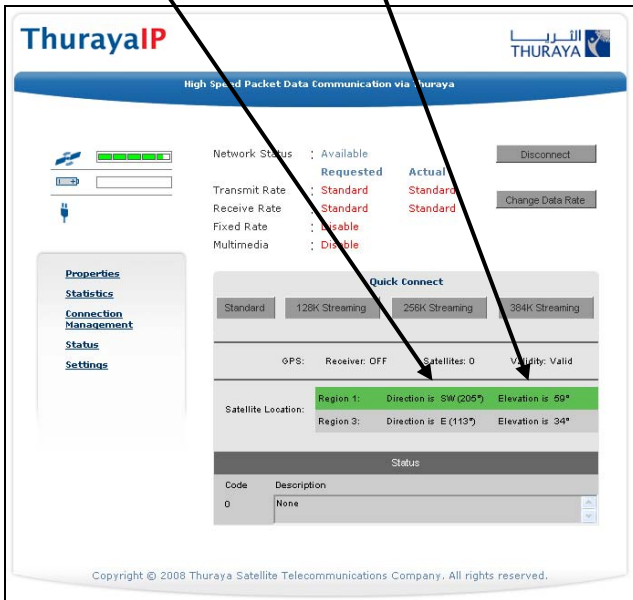 ThurayaIP
الثريا
THURAYA
High Speed Packet Data Communication via Thuraya
Network Status : Available
Requested Actual
Transmit Rate : Standard Standard
Receive Rate : Standard Standard
Fixed Rate : Disable
Multimedia : Disable
Disconnect
Change Data Rate
Properties
Statistics
Connection
Management
Status
Settings
Quick Connect
Standard 128K Streaming 256K Streaming 384K Streaming
GPS: Receiver: OFF Satellites: 0 Validity: Valid
Satellite Location:
Region 1: Direction is SW (205°) Elevation is 59°
Region 3: Direction is E (113°) Elevation is 34°
Status
Code Description
0 None
Copyright © 2008 Thuraya Satellite Telecommunications Company. All rights reserved.